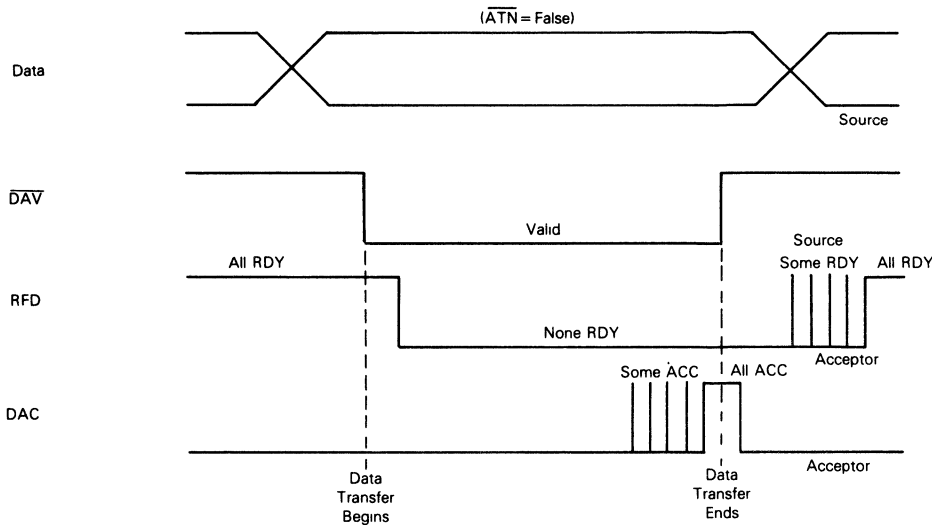 (ATN = False)
Data
Source
DAV
Valid
Source
All RDY
Some RDY
All RDY
RFD
None RDY
Acceptor
Some ACC
All ACC
DAC
Acceptor
Data
Transfer
Begins
Data
Transfer
Ends